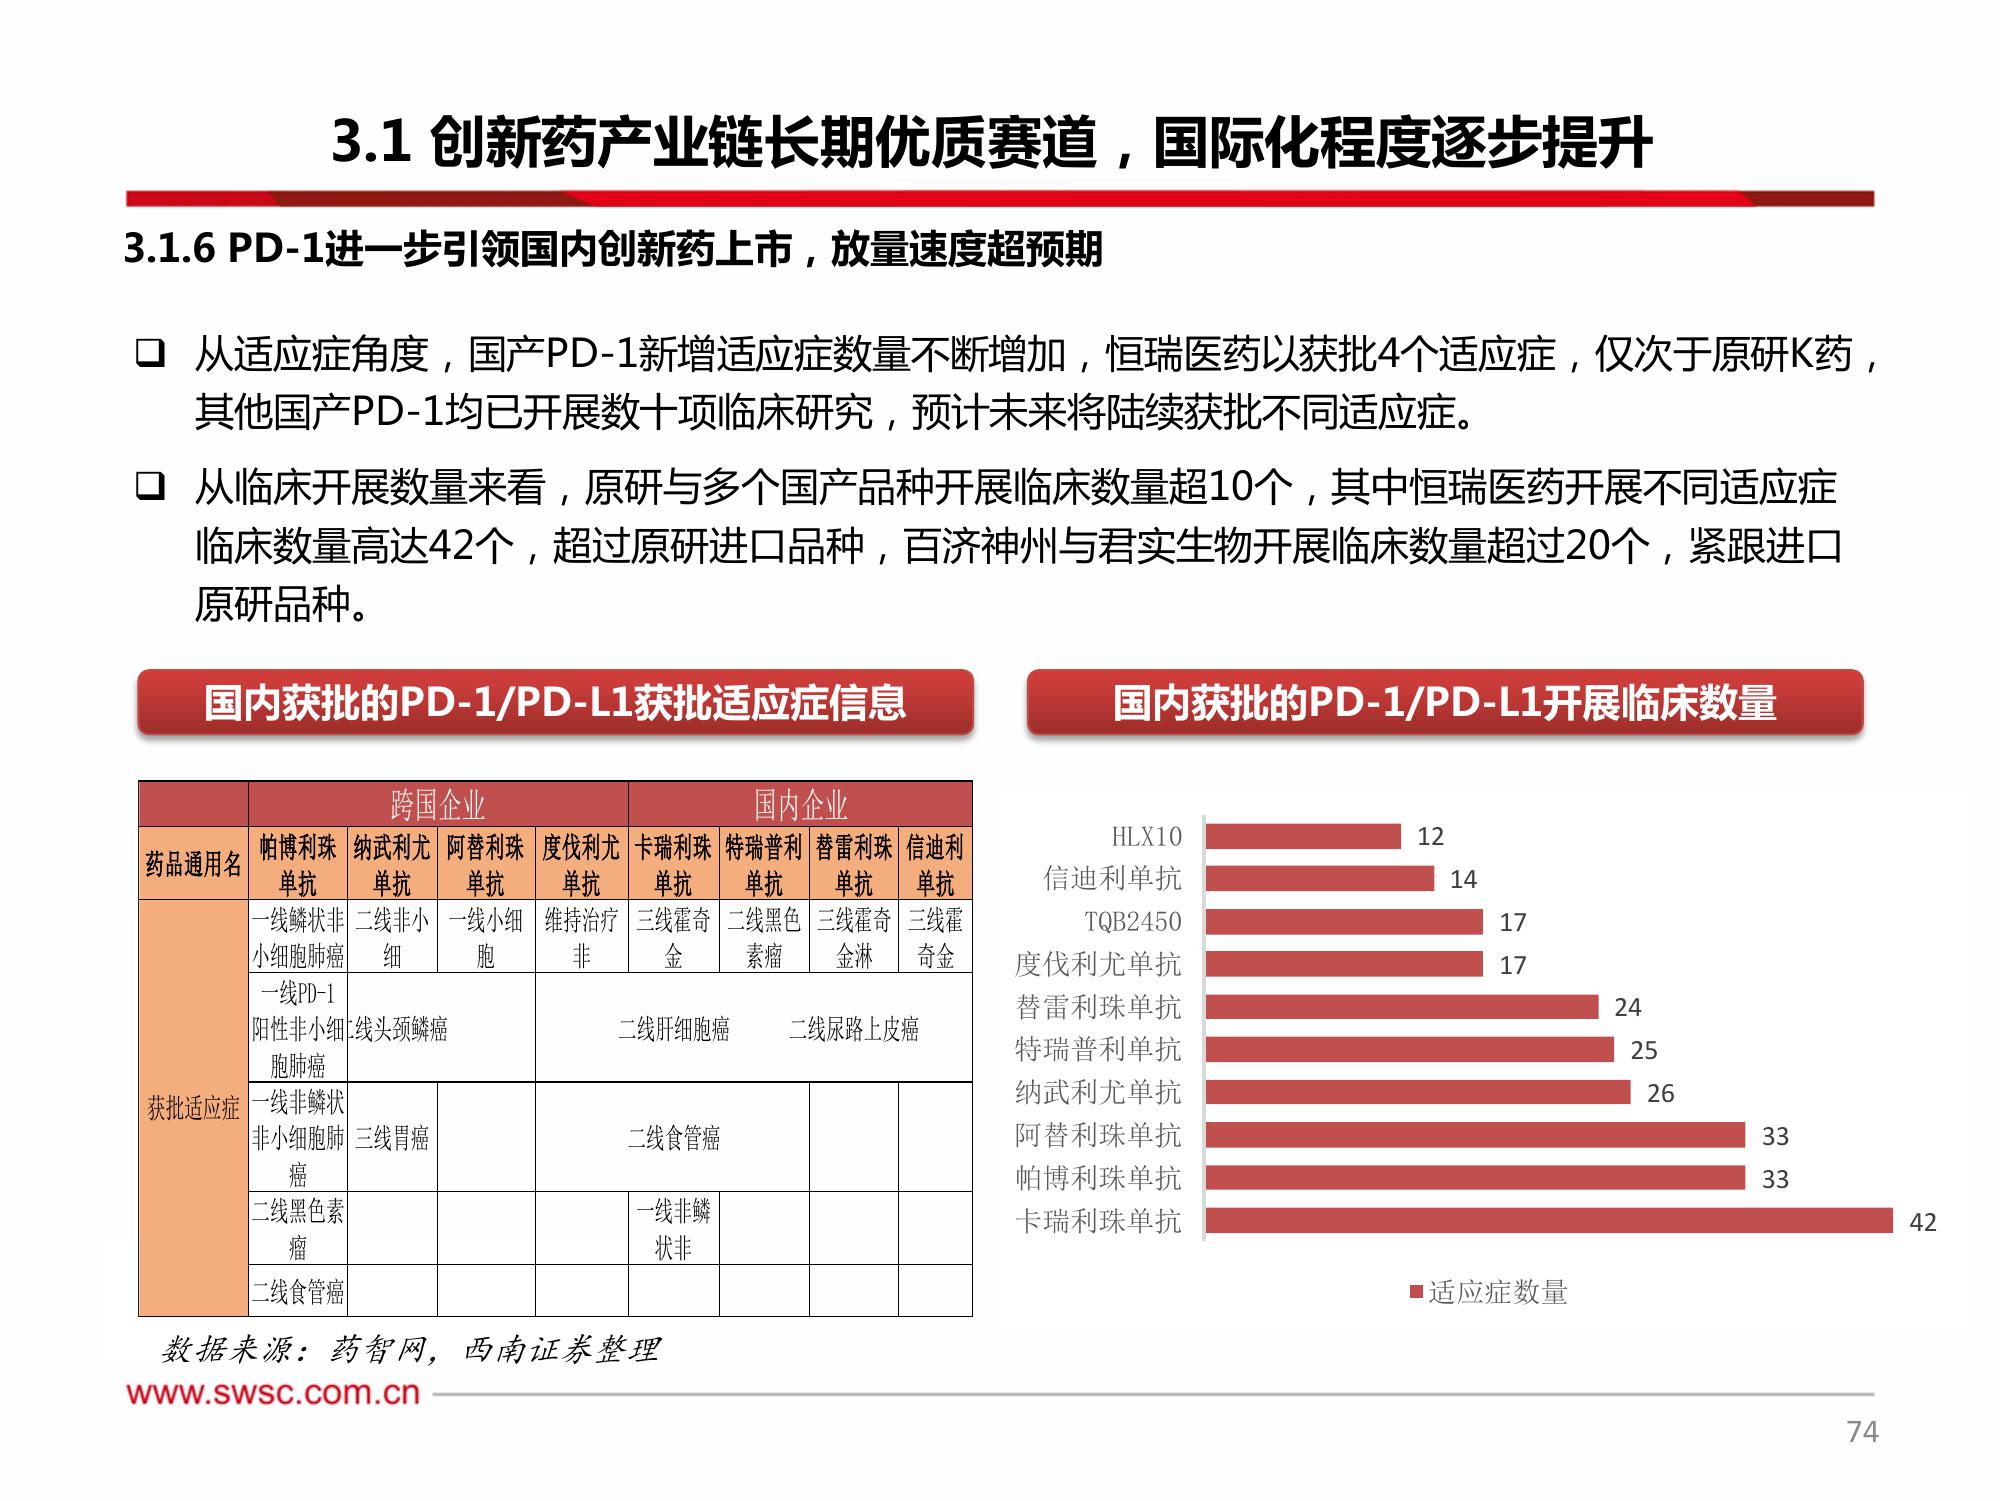 3.1 创新药产业链长期优质赛道，国际化程度逐步提升
3.1.6 PD-1进一步引领国内创新药上市，放量速度超预期
从适应症角度，国产PD-1新增适应症数量不断增加，恒瑞医药以获批4个适应症，仅次于原研K药，
其他国产PD-1均已开展数十项临床研究，预计未来将陆续获批不同适应症。
从临床开展数量来看，原研与多个国产品种开展临床数量超10个，其中恒瑞医药开展不同适应症
临床数量高达42个，超过原研进口品种，百济神州与君实生物开展临床数量超过20个，紧跟进口
原研品种。
国内获批的PD-1/PD-L1获批适应症信息
跨国企业 国内企业
药品通用名 帕博利珠单抗 纳武利尤单抗 阿替利珠单抗 度伐利尤单抗 卡瑞利珠单抗 特瑞普利单抗 替雷利珠单抗 信迪利单抗
获批适应症
一线鳞状非小细胞肺癌 二线非小细 一线小细胞 维持治疗非 三线霍奇金 二线黑色素瘤 三线霍奇金淋 三线霍奇金
一线PD-1阳性非小细胞肺癌 线头颈鳞癌 二线肝细胞癌 二线尿路上皮癌
一线非鳞状非小细胞肺癌 三线胃癌 二线食管癌
二线黑色素瘤 一线非鳞状非
二线食管癌
国内获批的PD-1/PD-L1开展临床数量
HLX10 12
信迪利单抗 14
TQB2450 17
度伐利尤单抗 17
替雷利珠单抗 24
特瑞普利单抗 25
纳武利尤单抗 26
阿替利珠单抗 33
帕博利珠单抗 33
卡瑞利珠单抗 42
适应症数量
数据来源：药智网，西南证券整理
www.swsc.com.cn
74